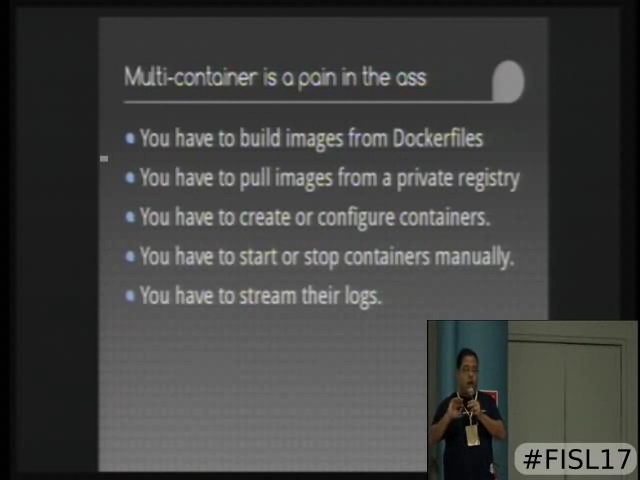 Multi-container is a pain in the ass
You have to build images from Dockerfiles
You have to pull images from a private registry
You have to create or configure containers.
You have to start or stop containers manually.
You have to stream their logs.
#FISL17